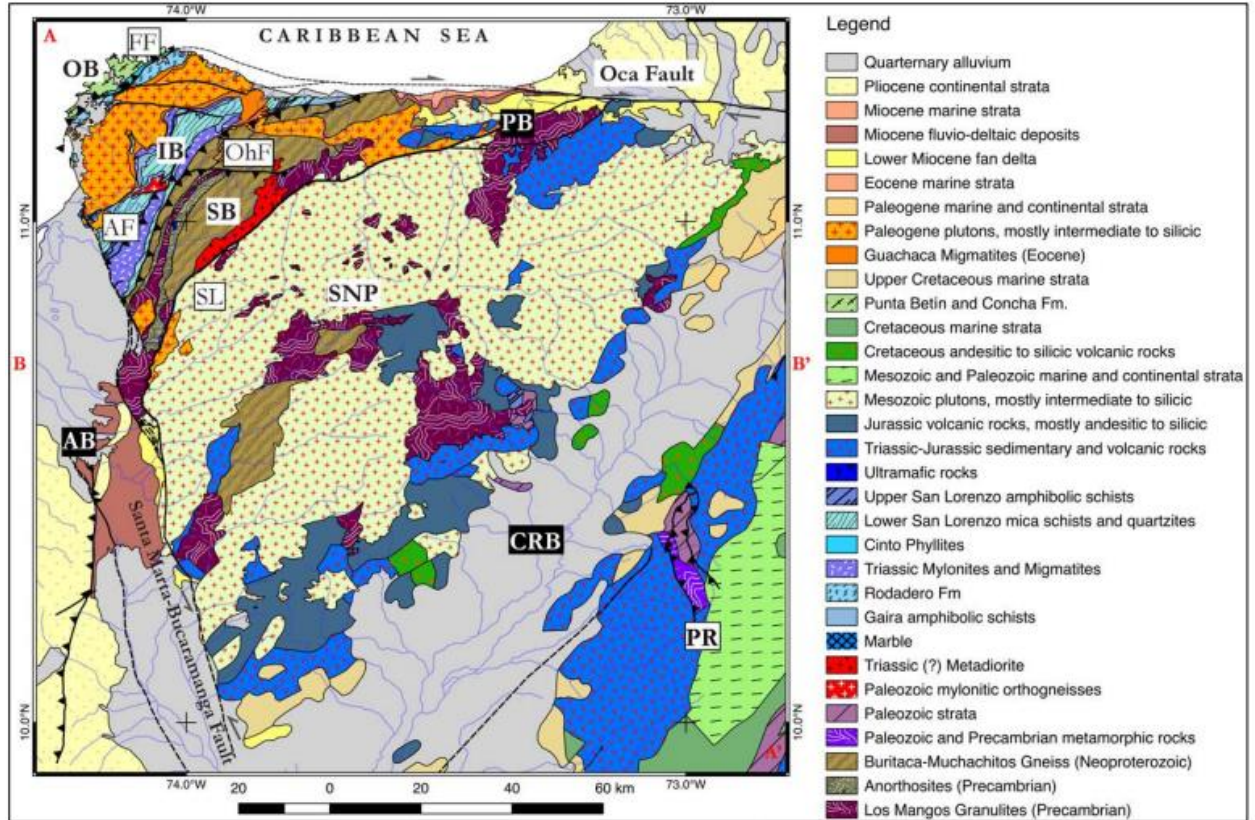 74.0°W 73.0°W
A
CARIBBEAN SEA
FF
OB
Oca Fault
PB
IB
OhF
11.0°N 11.0°N
SB
AF
SL
SNP
B B'
AB
CRB
Santa Marta-Bucaramanga Fault
PR
10.0°N 10.0°N
A'
74.0°W 73.0°W
20 0 20 40 60 km
Legend
Quarternary alluvium
Pliocene continental strata
Miocene marine strata
Miocene fluvio-deltaic deposits
Lower Miocene fan delta
Eocene marine strata
Paleogene marine and continental strata
Paleogene plutons, mostly intermediate to silicic
Guachaca Migmatites (Eocene)
Upper Cretaceous marine strata
Punta Betín and Concha Fm.
Cretaceous marine strata
Cretaceous andesitic to silicic volcanic rocks
Mesozoic and Paleozoic marine and continental strata
Mesozoic plutons, mostly intermediate to silicic
Jurassic volcanic rocks, mostly andesitic to silicic
Triassic-Jurassic sedimentary and volcanic rocks
Ultramafic rocks
Upper San Lorenzo amphibolic schists
Lower San Lorenzo mica schists and quartzites
Cinto Phyllites
Triassic Mylonites and Migmatites
Rodadero Fm
Gaira amphibolic schists
Marble
Triassic (?) Metadiorite
Paleozoic mylonitic orthogneisses
Paleozoic strata
Paleozoic and Precambrian metamorphic rocks
Buritaca-Muchachitos Gneiss (Neoproterozoic)
Anorthosites (Precambrian)
Los Mangos Granulites (Precambrian)